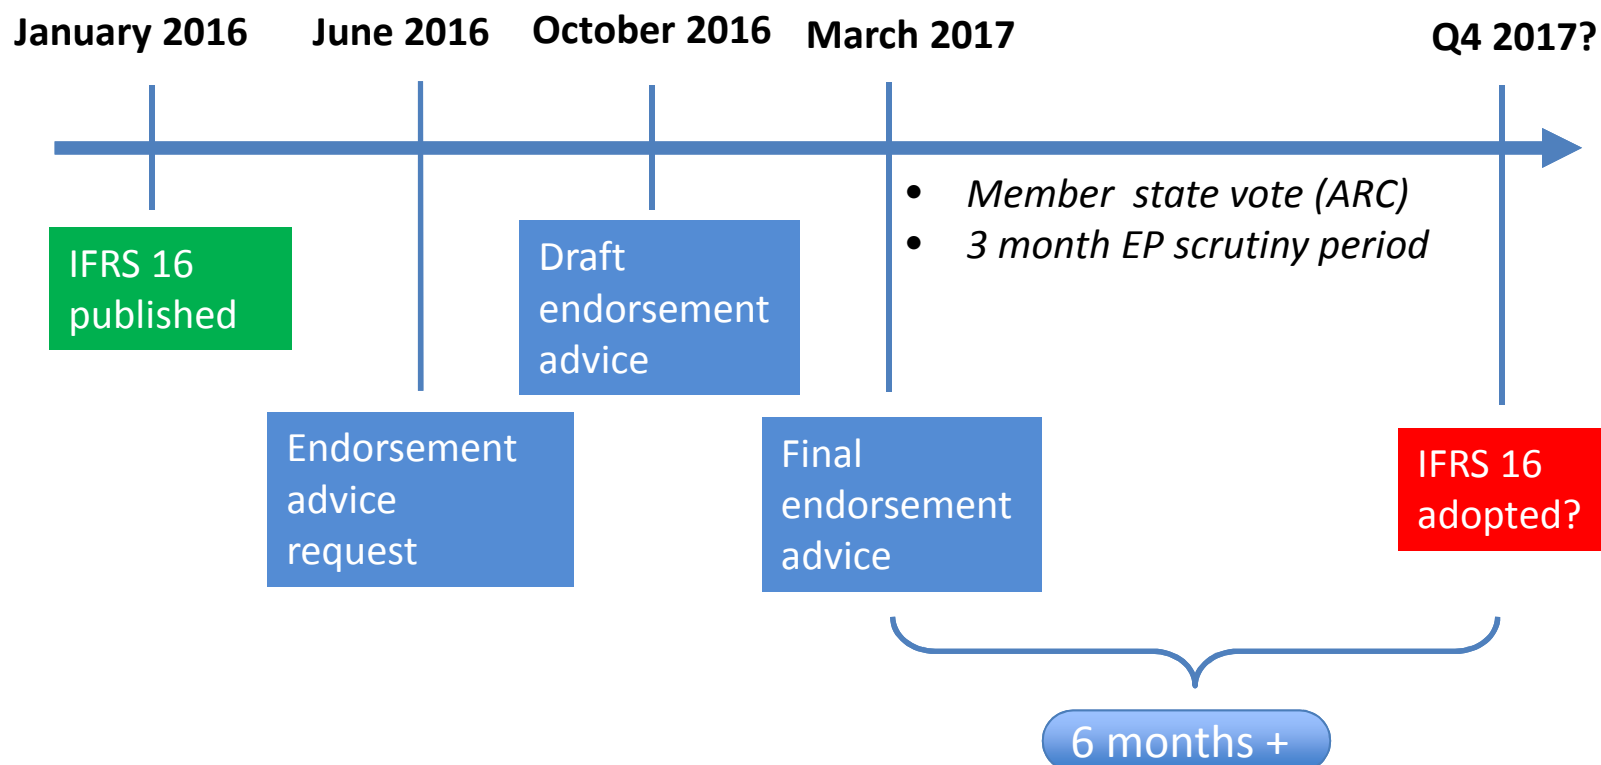 January 2016
June 2016
October 2016
March 2017
Q4 2017?
• Member state vote (ARC)
• 3 month EP scrutiny period
IFRS 16
published
Draft
endorsement
advice
Endorsement
advice
request
Final
endorsement
advice
IFRS 16
adopted?
6 months +